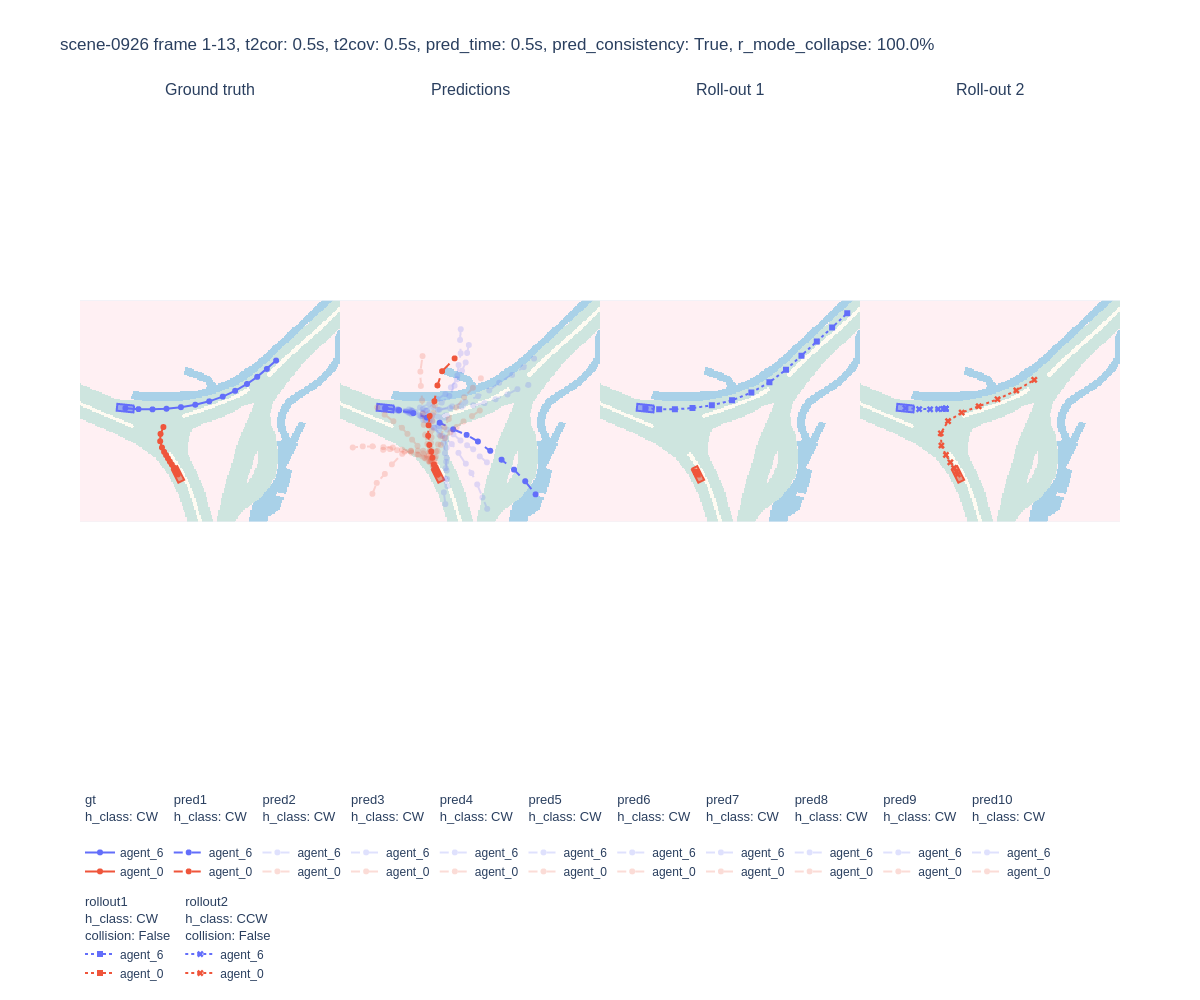 scene-0926 frame 1-13, t2cor: 0.5s, t2cov: 0.5s, pred_time: 0.5s, pred_consistency: True, r_mode_collapse: 100.0%
Ground truth Predictions Roll-out 1 Roll-out 2
gt pred1 pred2 pred3 pred4 pred5 pred6 pred7 pred8 pred9 pred10
h_class: CW h_class: CW h_class: CW h_class: CW h_class: CW h_class: CW h_class: CW h_class: CW h_class: CW h_class: CW h_class: CW
agent_6 agent_6 agent_6 agent_6 agent_6 agent_6 agent_6 agent_6 agent_6 agent_6 agent_6
agent_0 agent_0 agent_0 agent_0 agent_0 agent_0 agent_0 agent_0 agent_0 agent_0 agent_0
rollout1 rollout2
h_class: CW h_class: CCW
collision: False collision: False
agent_6 agent_6
agent_0 agent_0